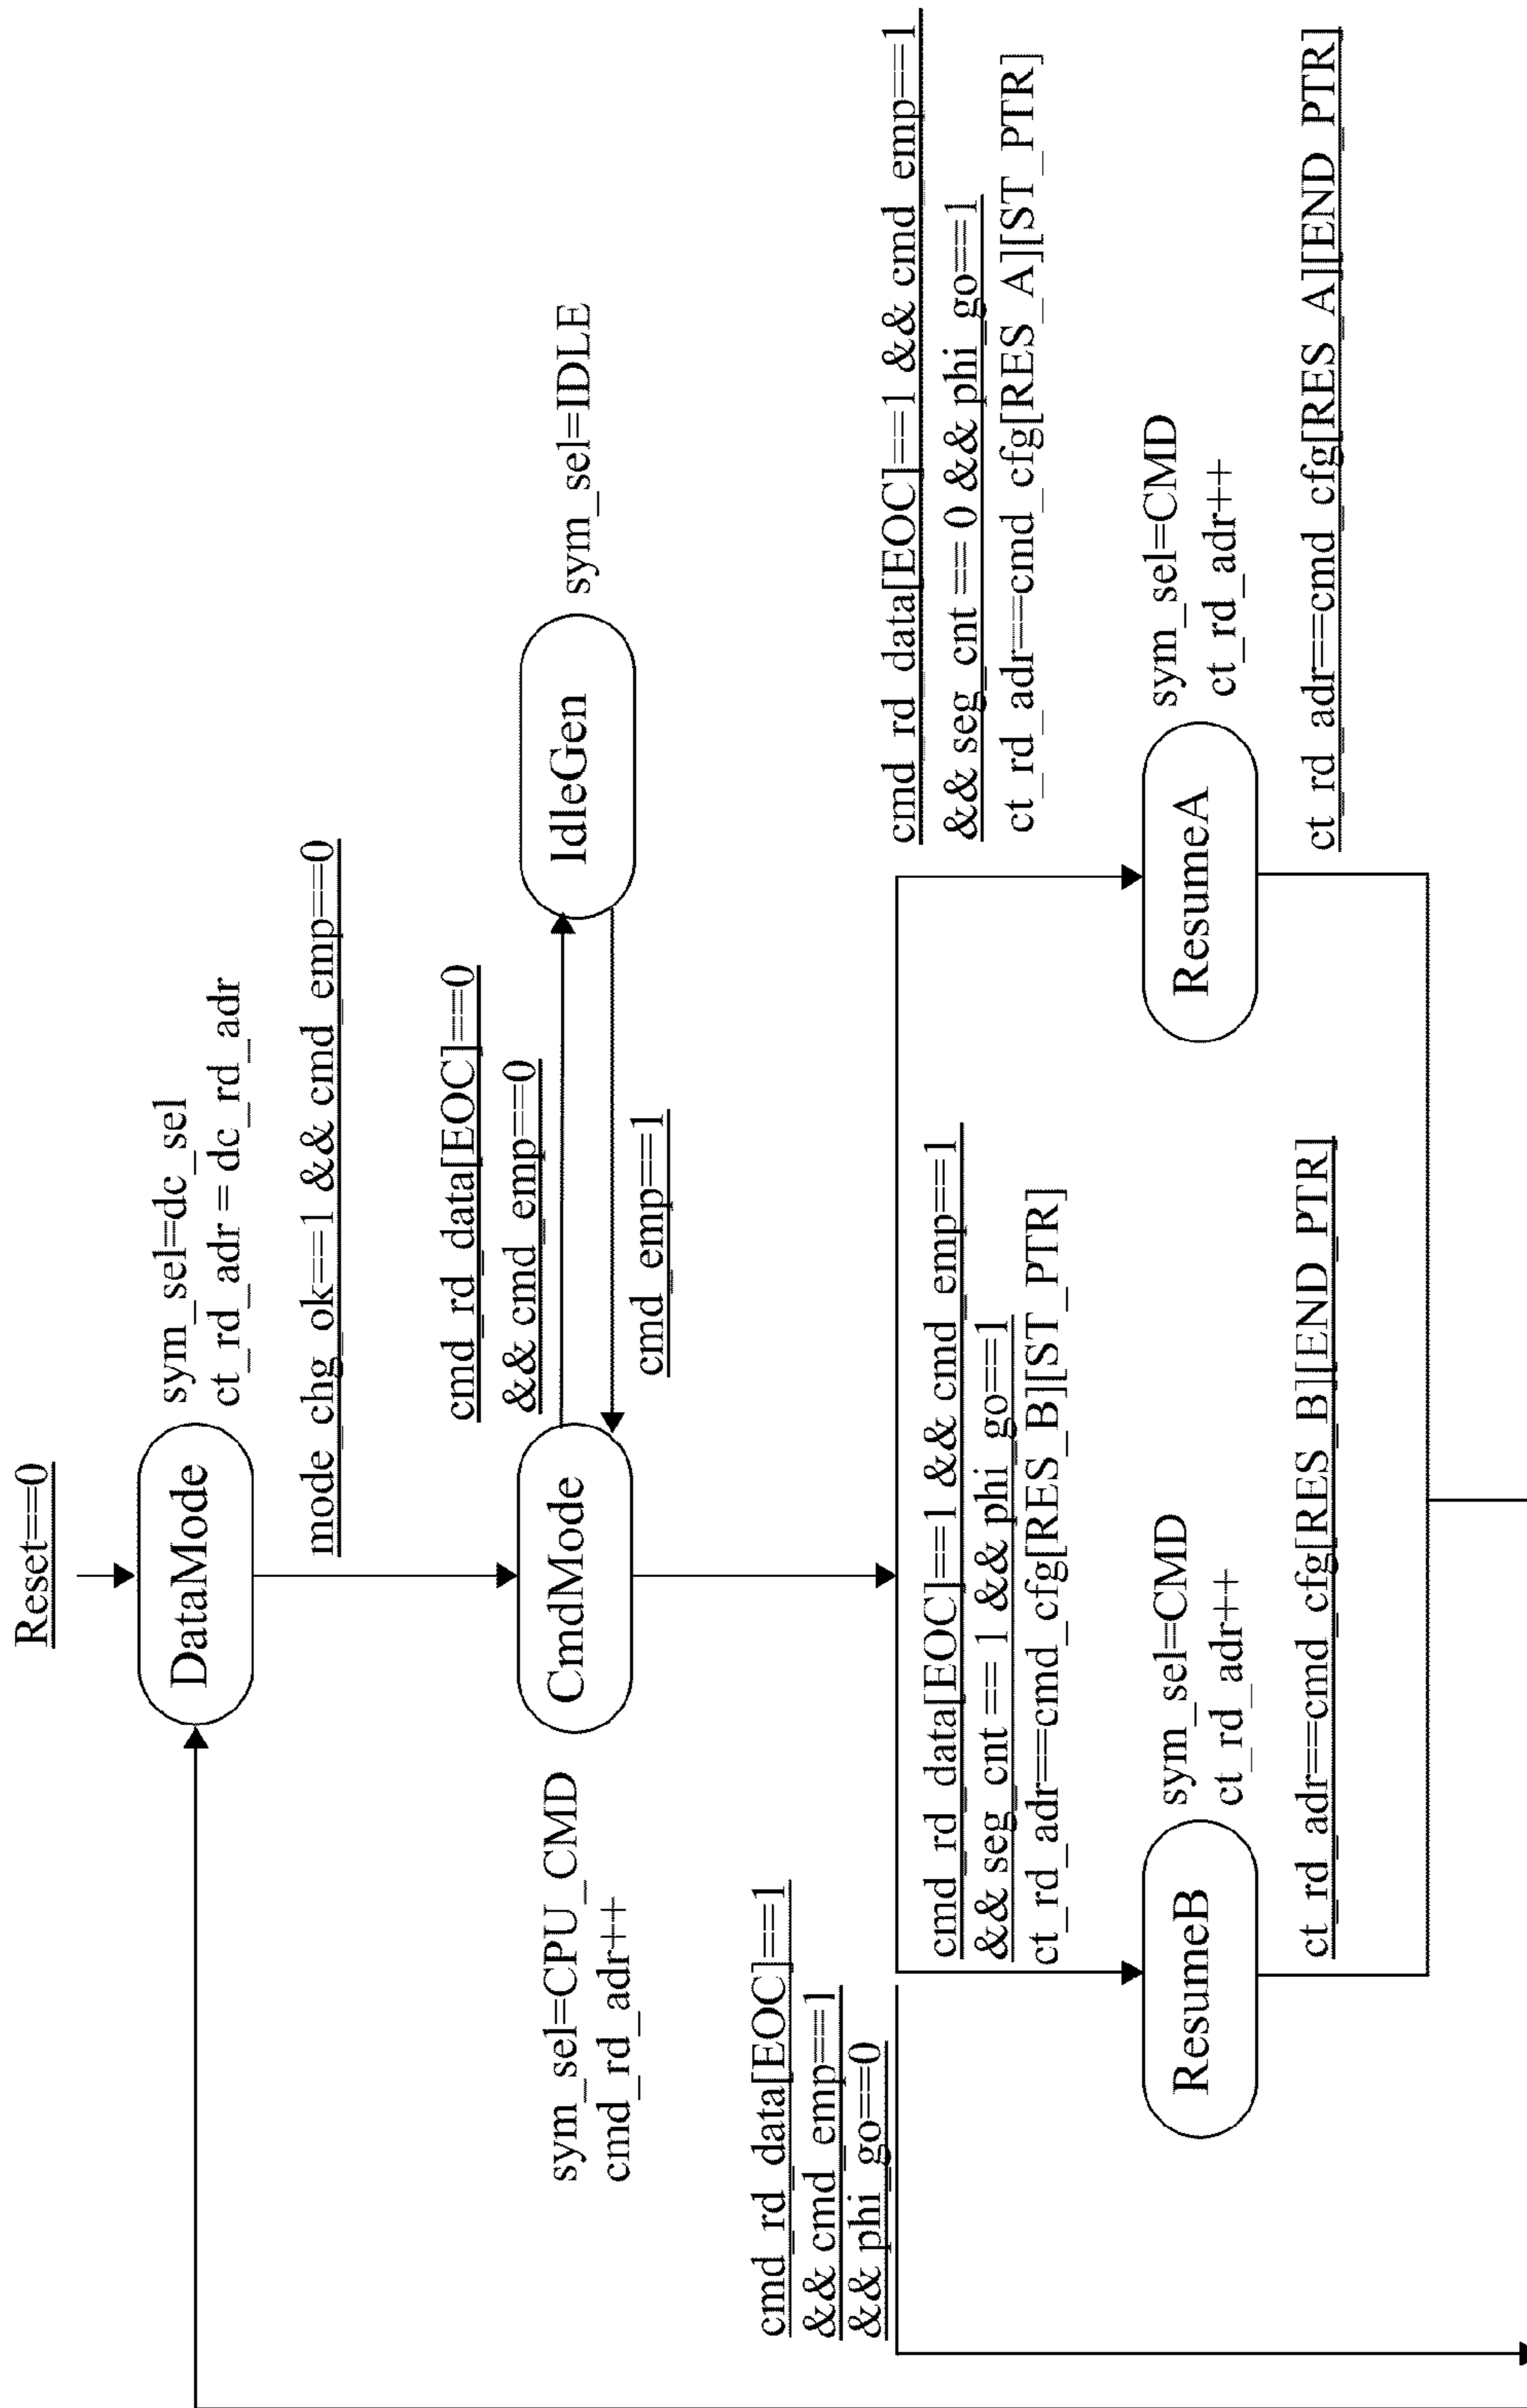 Reset==0
DataMode
sym_sel=dc_sel
ct_rd_adr = dc_rd_adr
mode_chg_ok==1 && cmd_emp==0
CmdMode
sym_sel=CPU_CMD
cmd_rd_adr++
cmd_rd_data[EOC]==0
&& cmd_emp==0
cmd_emp==1
IdleGen
sym_sel=IDLE
cmd_rd_data[EOC]==1
&& cmd_emp==1
&& phi_go==0
cmd_rd_data[EOC]==1 && cmd_emp==1
&& seg_cnt == 1 && phi_go==1
ct_rd_adr==cmd_cfg[RES_B][ST_PTR]
cmd_rd_data[EOC]==1 && cmd_emp==1
&& seg_cnt == 0 && phi_go==1
ct_rd_adr==cmd_cfg[RES_A][ST_PTR]
ResumeB
sym_sel=CMD
ct_rd_adr++
ResumeA
sym_sel=CMD
ct_rd_adr++
ct_rd_adr==cmd_cfg[RES_B][END_PTR]
ct_rd_adr==cmd_cfg[RES_A][END_PTR]